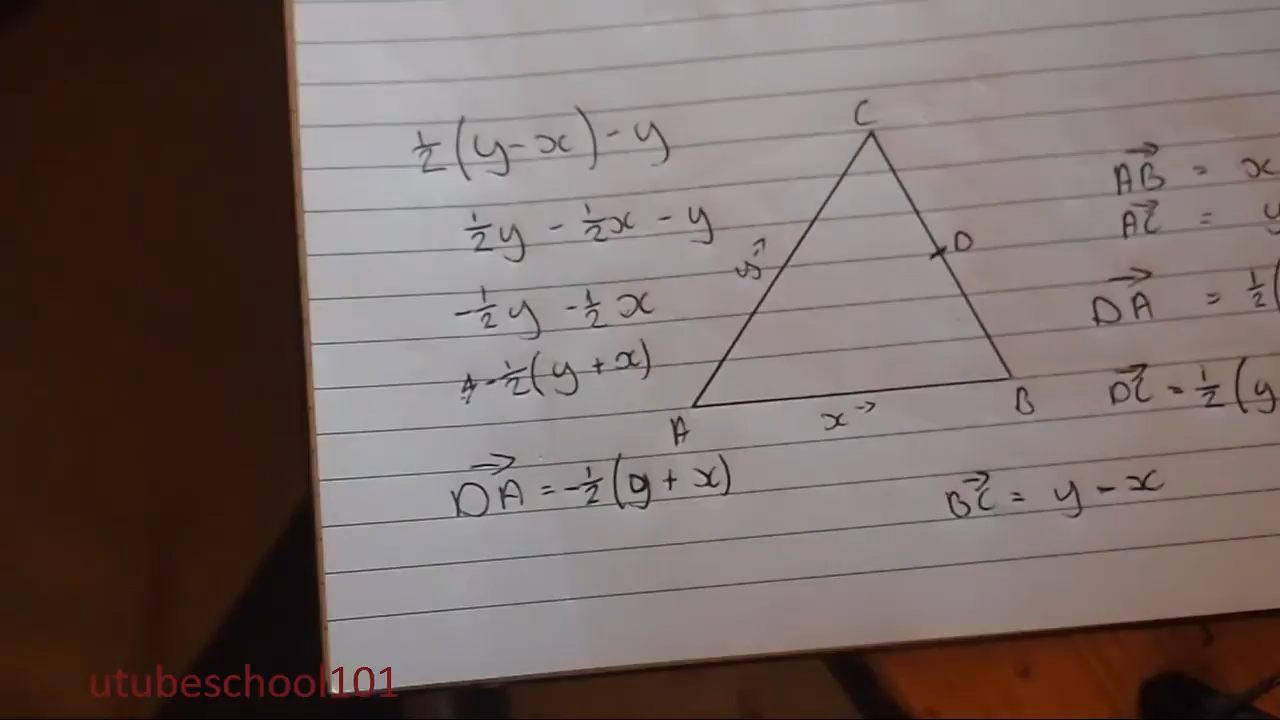 ½(y-x)-y
½y - ½x - y
-½y -½x
-½(y+x)
DA→ = -½(y+x)
C
D
y→
A
x→
B
AB→ = x
AC→ = y
DA→ = ½(
DC→ = ½(y
BC→ = y - x
utubeschool101